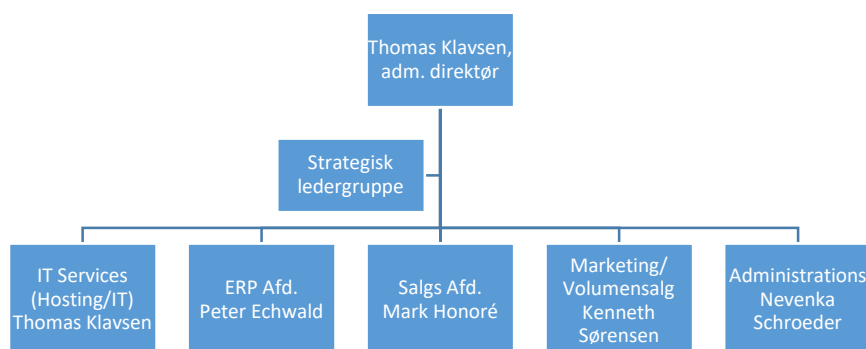 Thomas Klavsen,
adm. direktør
Strategisk
ledergruppe
IT Services
(Hosting/IT)
Thomas Klavsen
ERP Afd.
Peter Echwald
Salgs Afd.
Mark Honoré
Marketing/
Volumensalg
Kenneth
Sørensen
Administrations
Nevenka
Schroeder